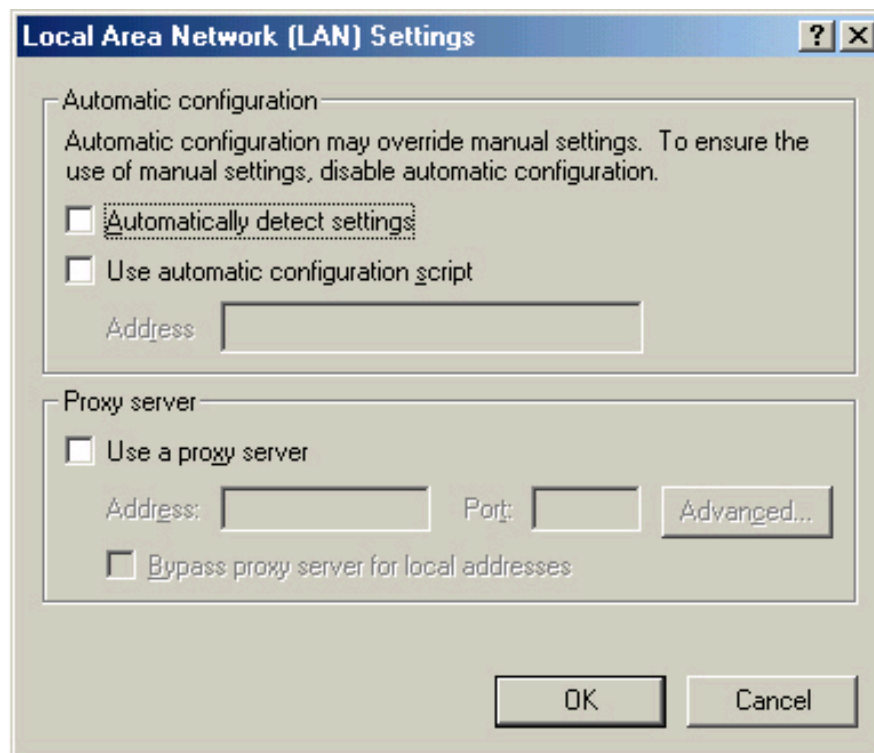 Local Area Network (LAN) Settings
Automatic configuration
Automatic configuration may override manual settings.  To ensure the
use of manual settings, disable automatic configuration.
Automatically detect settings
Use automatic configuration script
Address
Proxy server
Use a proxy server
Address: Port: Advanced...
Bypass proxy server for local addresses
OK Cancel